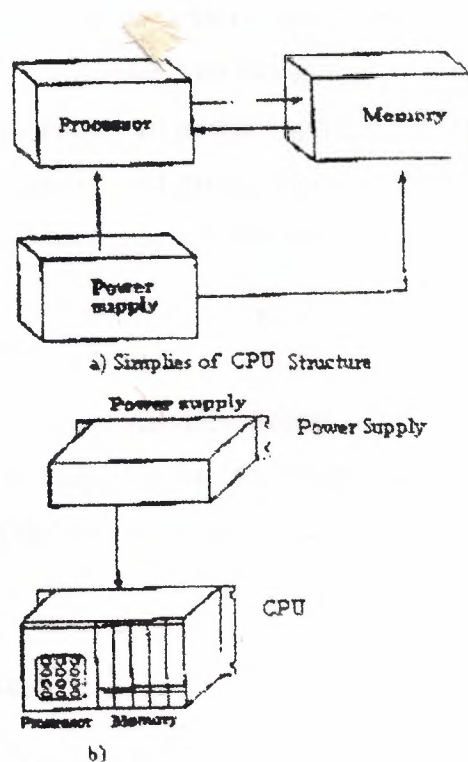 Processor
Memory
Power
supply
a) Simplies of CPU Structure
Power supply
Power Supply
CPU
Processor Memory
b)